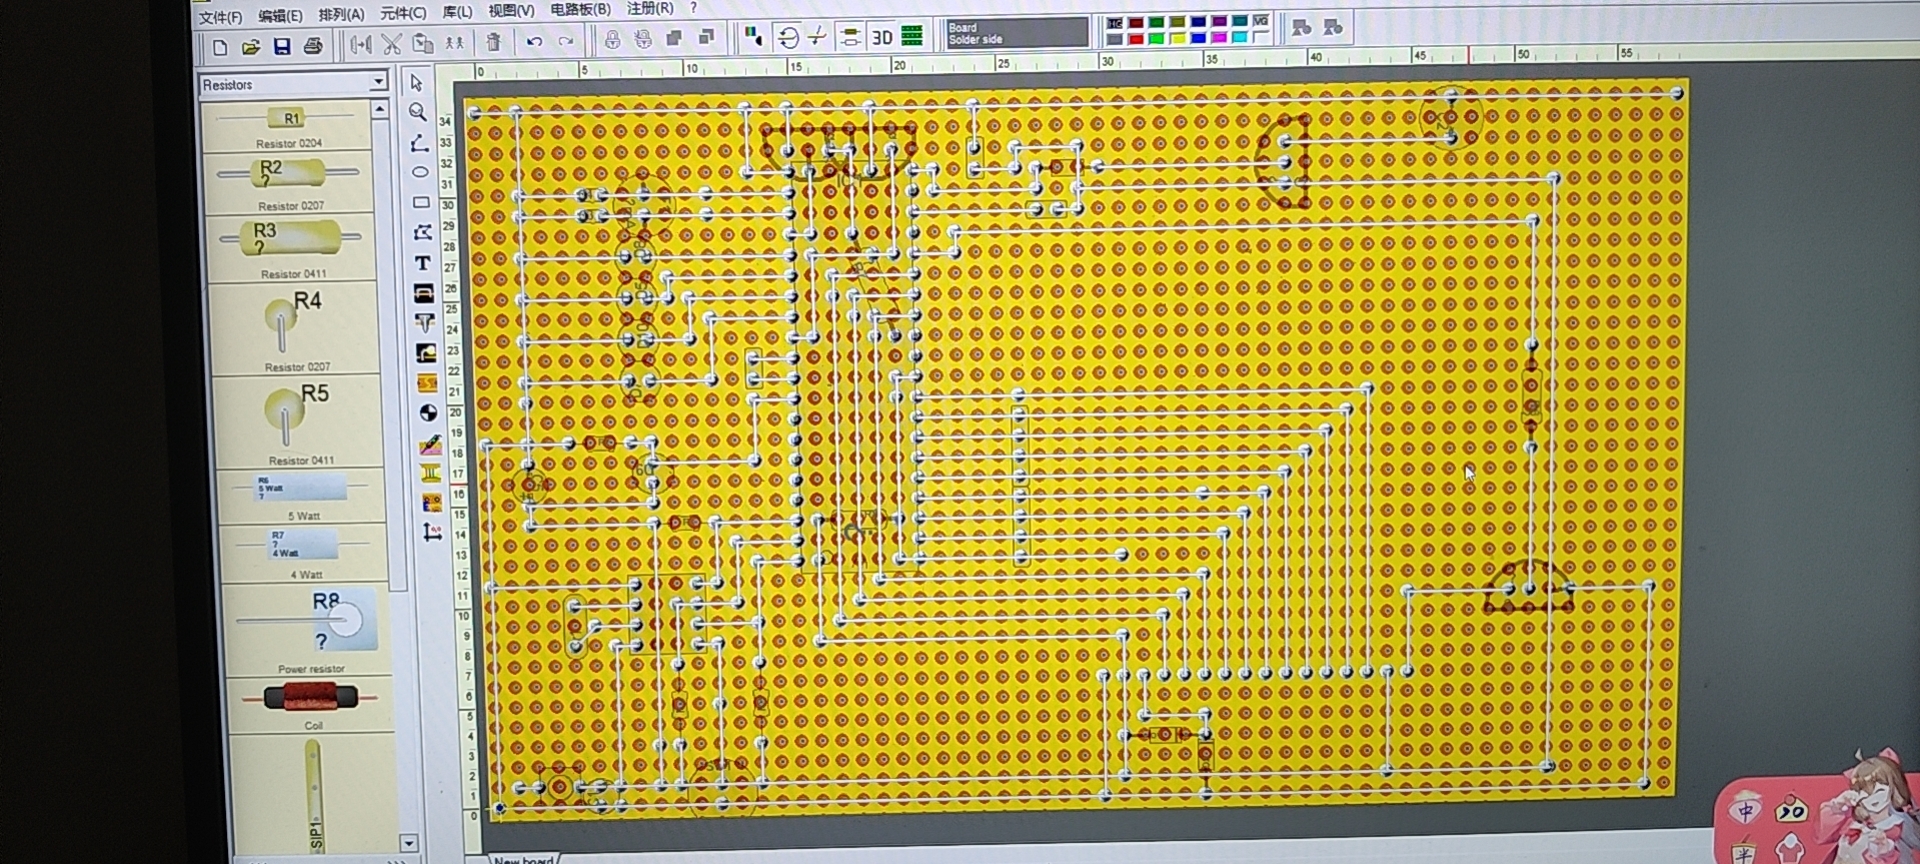 文件(F) 编辑(E) 排列(A) 元件(C) 库(L) 视图(V) 电路板(B) 注册(R) ?
3D
Board
Solder side
VG
Resistors
R1
Resistor 0204
R2
?
Resistor 0207
R3
?
Resistor 0411
R4
Resistor 0207
R5
Resistor 0411
R6
5 Watt
?
5 Watt
R7
?
4 Watt
4 Watt
R8
?
Power resistor
Coil
SIP1
T
0 5 10 15 20 25 30 35 40 45 50 55
34
33
32
31
30
29
28
27
26
25
24
23
22
21
20
19
18
17
16
15
14
13
12
11
10
9
8
7
6
5
4
3
2
1
0
New board
中
半